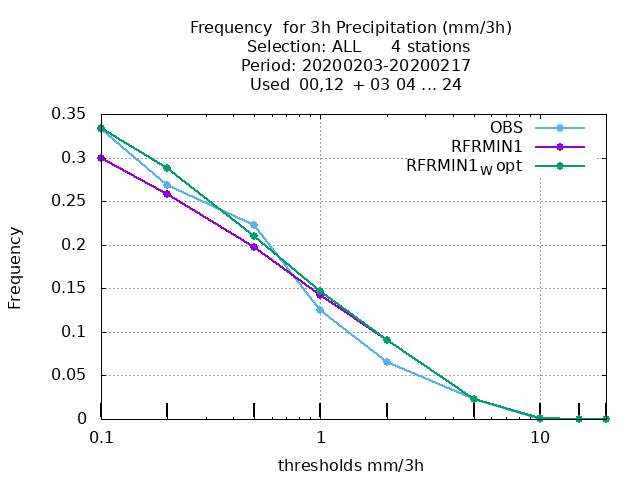 Frequency  for 3h Precipitation (mm/3h)
Selection: ALL      4 stations
Period: 20200203-20200217
Used  00,12  + 03 04 ... 24
0.35
0.3
0.25
0.2
0.15
0.1
0.05
0
Frequency
OBS
RFRMIN1
RFRMIN1W opt
0.1
1
10
thresholds mm/3h